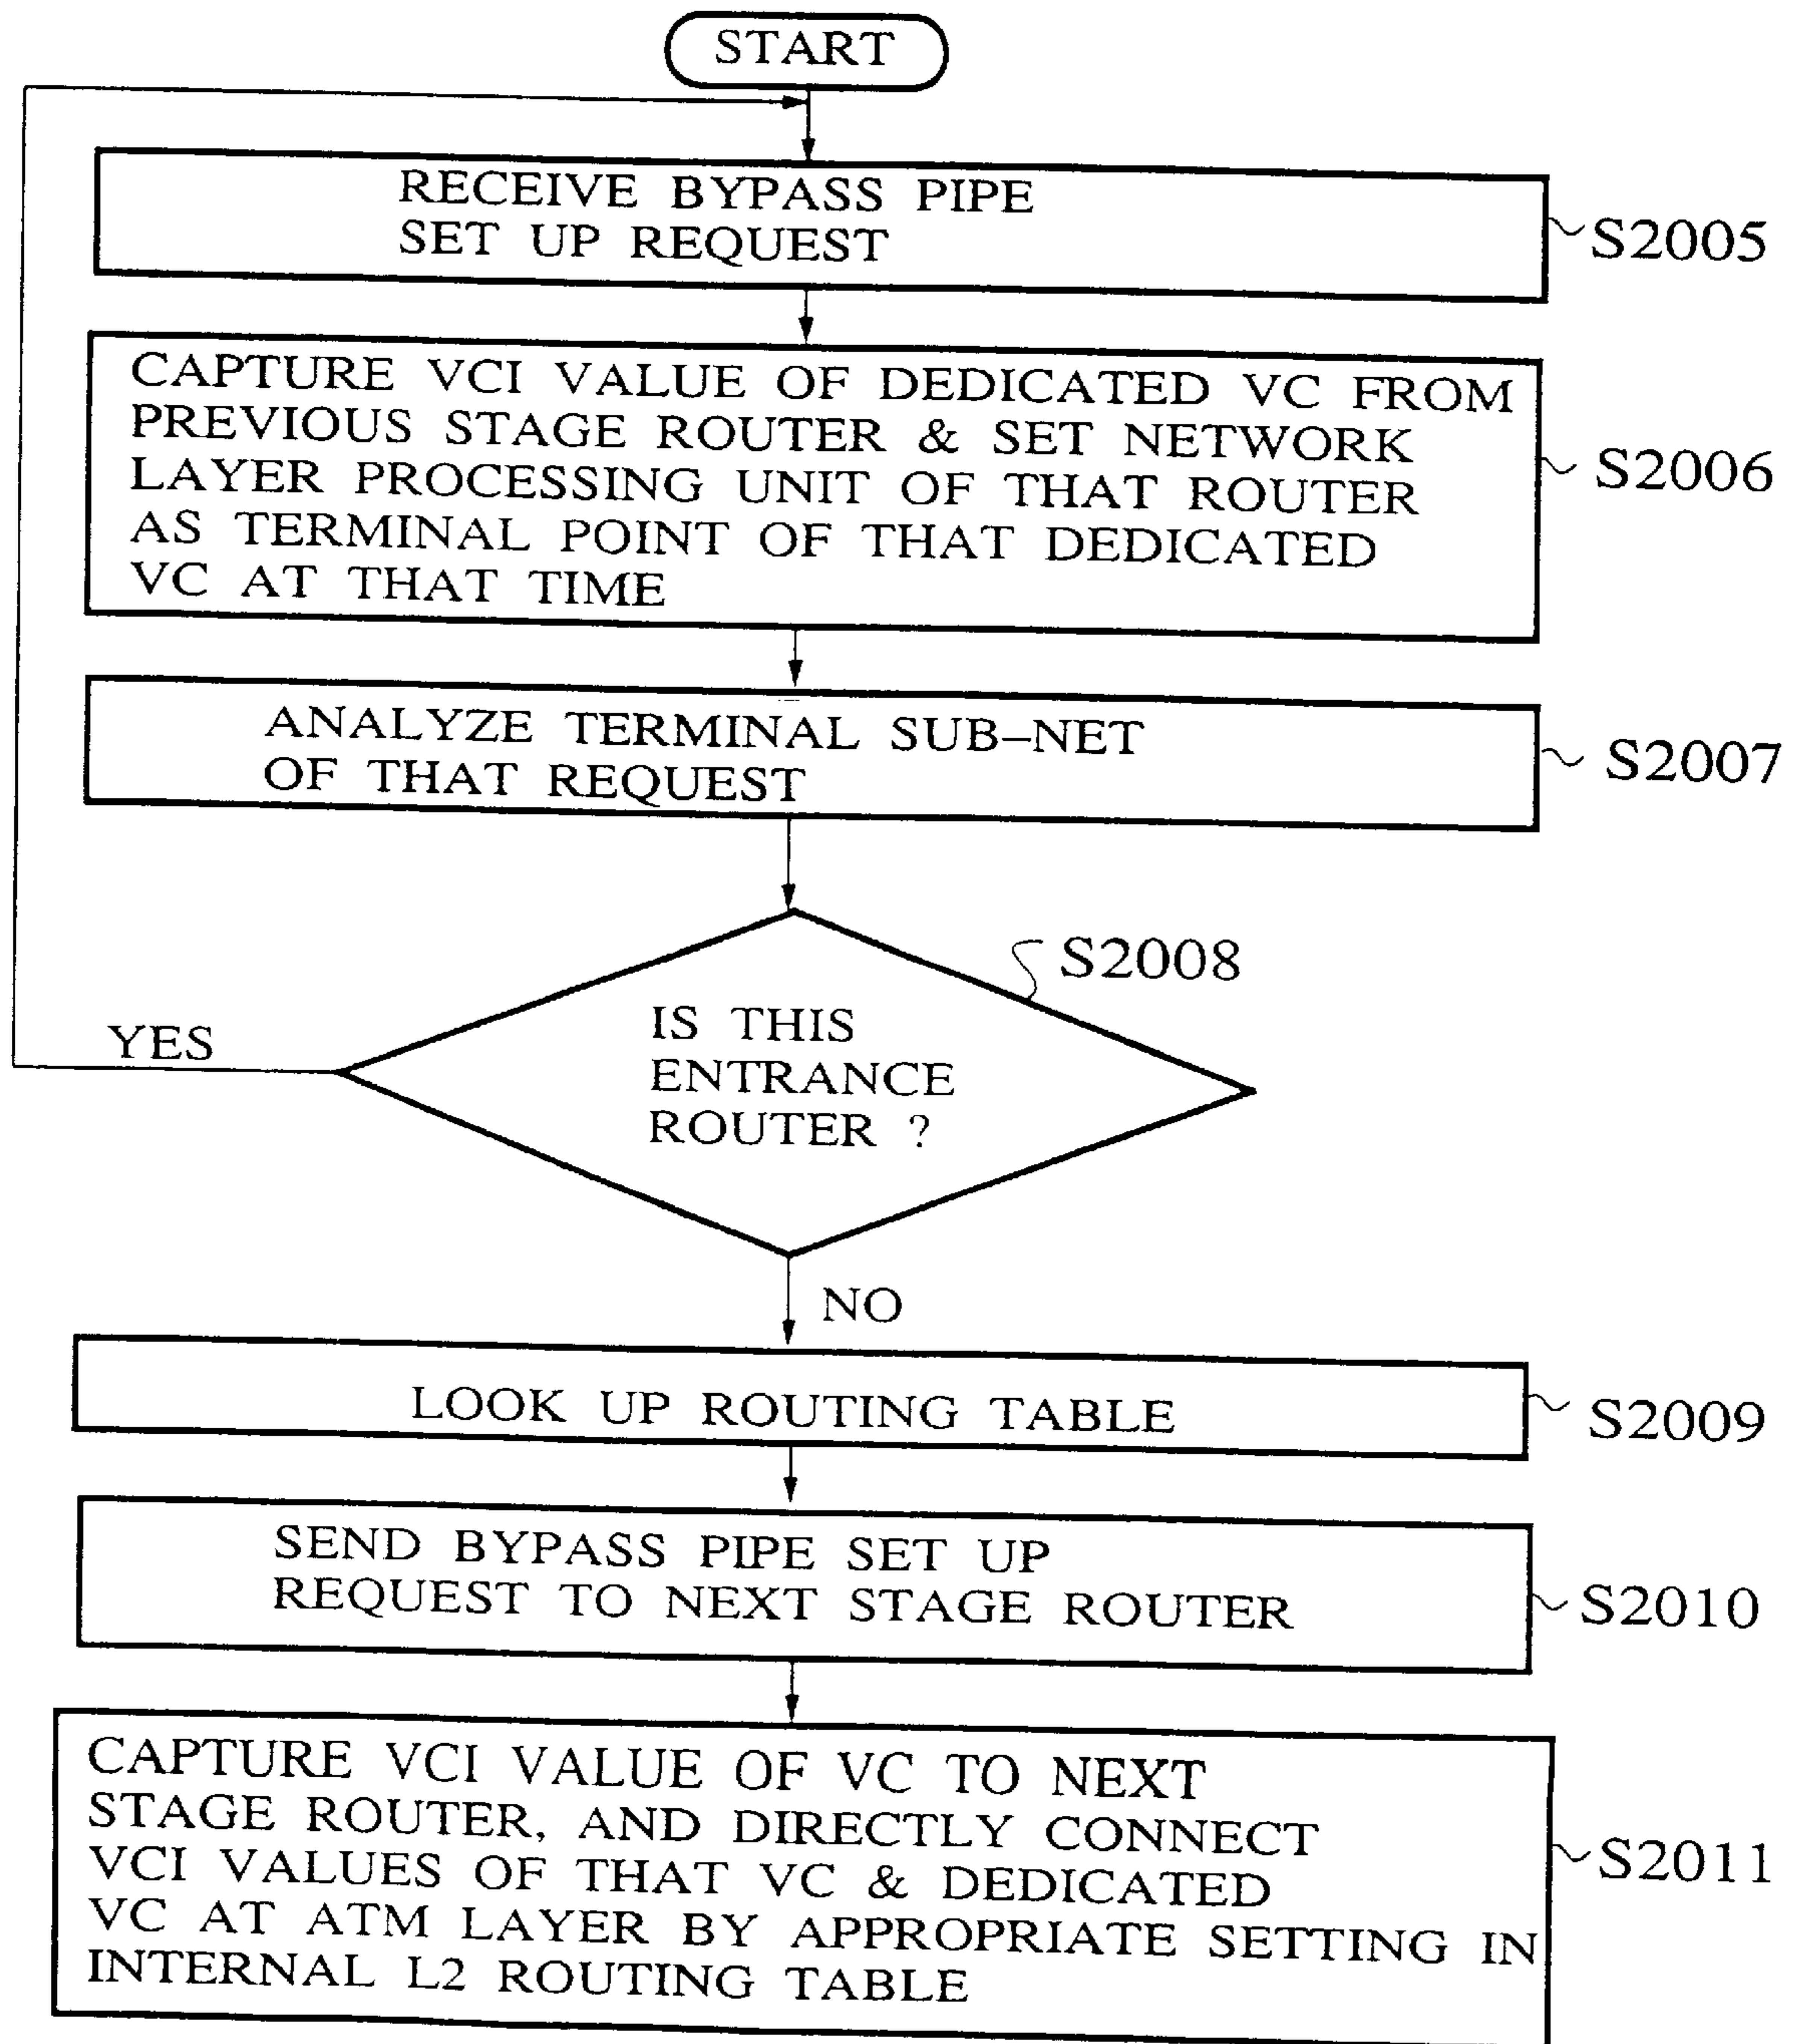 START
RECEIVE BYPASS PIPE
SET UP REQUEST
S2005
CAPTURE VCI VALUE OF DEDICATED VC FROM
PREVIOUS STAGE ROUTER & SET NETWORK
LAYER PROCESSING UNIT OF THAT ROUTER
AS TERMINAL POINT OF THAT DEDICATED
VC AT THAT TIME
S2006
ANALYZE TERMINAL SUB-NET
OF THAT REQUEST
S2007
S2008
IS THIS
ENTRANCE
ROUTER ?
YES
NO
LOOK UP ROUTING TABLE
S2009
SEND BYPASS PIPE SET UP
REQUEST TO NEXT STAGE ROUTER
S2010
CAPTURE VCI VALUE OF VC TO NEXT
STAGE ROUTER, AND DIRECTLY CONNECT
VCI VALUES OF THAT VC & DEDICATED
VC AT ATM LAYER BY APPROPRIATE SETTING IN
INTERNAL L2 ROUTING TABLE
S2011